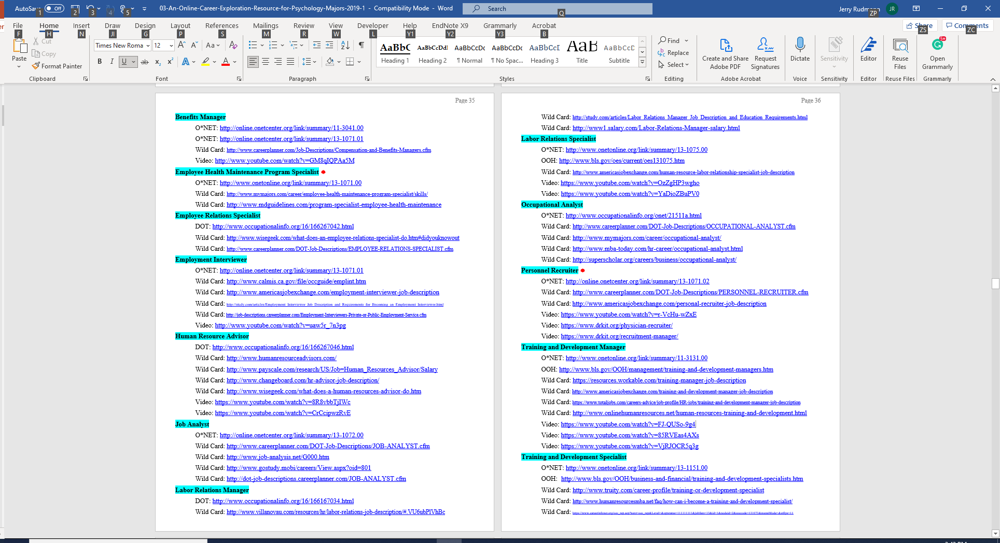 AutoSave Off 03-An-Online-Career-Exploration-Resource-for-Psychology-Majors-2019-1 - Compatibility Mode - Word Search Jerry Rudmann JR
1 2 3 4 5 Q ZP
File Home Insert Draw Design Layout References Mailings Review View Developer Help EndNote X9 Grammarly Acrobat Share Comments
F H N JI G P S M R W L Y1 Y2 Y3 B ZS ZC
Paste Cut Copy Format Painter
Times New Roma 12 Aa
B I U ab x₂ x² A A
AaBbC AaBbCcDdI AaBbCcDc AaBbCcDc AaBbCcI AaB AaBbCcD
Heading 1 Heading 2 ¶ Normal ¶ No Spac... Heading 3 Title Subtitle
Find Replace Select
Create and Share Adobe PDF Request Signatures Dictate Sensitivity Editor Reuse Files Open Grammarly
Clipboard Font Paragraph Styles Editing Adobe Acrobat Voice Sensitivity Editor Reuse Files Grammarly
Page 35
Benefits Manager
O*NET: http://online.onetcenter.org/link/summary/11-3041.00
O*NET: http://online.onetcenter.org/link/summary/13-1071.01
Wild Card: http://www.careerplanner.com/Job-Descriptions/Compensation-and-Benefits-Managers.cfm
Video: http://www.youtube.com/watch?v=GM8qIQPAa5M
Employee Health Maintenance Program Specialist
O*NET: http://www.onetonline.org/link/summary/13-1071.00
Wild Card: http://www.mymajors.com/career/employee-health-maintenance-program-specialist/skills/
Wild Card: http://www.mdguidelines.com/program-specialist-employee-health-maintenance
Employee Relations Specialist
DOT: http://www.occupationalinfo.org/16/166267042.html
Wild Card: http://www.wisegeek.com/what-does-an-employee-relations-specialist-do.htm#didyouknowout
Wild Card: http://www.careerplanner.com/DOT-Job-Descriptions/EMPLOYEE-RELATIONS-SPECIALIST.cfm
Employment Interviewer
O*NET: http://online.onetcenter.org/link/summary/13-1071.01
Wild Card: http://www.calmis.ca.gov/file/occguide/emplint.htm
Wild Card: http://www.americasjobexchange.com/employment-interviewer-job-description
Wild Card: http://study.com/articles/Employment_Interviewer_Job_Description_and_Requirements_for_Becoming_an_Employment_Interviewer.html
Wild Card: http://job-descriptions.careerplanner.com/Employment-Interviewers-Private-or-Public-Employment-Service.cfm
Video: http://www.youtube.com/watch?v=uaw5r_7n3pg
Human Resource Advisor
DOT: http://www.occupationalinfo.org/16/166267046.html
Wild Card: http://www.humanresourceadvisors.com/
Wild Card: http://www.payscale.com/research/US/Job=Human_Resources_Advisor/Salary
Wild Card: http://www.changeboard.com/hr-advisor-job-description/
Wild Card: http://www.wisegeek.com/what-does-a-human-resources-advisor-do.htm
Video: https://www.youtube.com/watch?v=8R8vbbTjIWc
Video: https://www.youtube.com/watch?v=CrCcipwzRvE
Job Analyst
O*NET: http://online.onetcenter.org/link/summary/13-1072.00
Wild Card: http://www.careerplanner.com/DOT-Job-Descriptions/JOB-ANALYST.cfm
Wild Card: http://www.job-analysis.net/G000.htm
Wild Card: http://www.gostudy.mobi/careers/View.aspx?oid=801
Wild Card: http://dot-job-descriptions.careerplanner.com/JOB-ANALYST.cfm
Labor Relations Manager
DOT: http://www.occupationalinfo.org/16/166167034.html
Wild Card: http://www.villanovau.com/resources/hr/labor-relations-job-description/#.VU6ubPlVhBc
Page 36
Wild Card: http://study.com/articles/Labor_Relations_Manager_Job_Description_and_Education_Requirements.html
Wild Card: http://www1.salary.com/Labor-Relations-Manager-salary.html
Labor Relations Specialist
O*NET: http://www.onetonline.org/link/summary/13-1075.00
OOH: http://www.bls.gov/oes/current/oes131075.htm
Wild Card: http://www.americasjobexchange.com/human-resource-labor-relationship-specialist-job-description
Video: https://www.youtube.com/watch?v=OzZgHP3wgho
Video: https://www.youtube.com/watch?v=YaDioZBuPV0
Occupational Analyst
O*NET: http://www.occupationalinfo.org/onet/21511a.html
Wild Card: http://www.careerplanner.com/DOT-Job-Descriptions/OCCUPATIONAL-ANALYST.cfm
Wild Card: http://www.mymajors.com/career/occupational-analyst/
Wild Card: http://www.mba-today.com/hr-career/occupational-analyst.html
Wild Card: http://superscholar.org/careers/business/occupational-analyst/
Personnel Recruiter
O*NET: http://online.onetcenter.org/link/summary/13-1071.02
Wild Card: http://www.careerplanner.com/DOT-Job-Descriptions/PERSONNEL-RECRUITER.cfm
Wild Card: http://www.americasjobexchange.com/personal-recruiter-job-description
Video: https://www.youtube.com/watch?v=r-VcHu-wZxE
Video: https://www.drkit.org/physician-recruiter/
Video: https://www.drkit.org/recruitment-manager/
Training and Development Manager
O*NET: http://www.onetonline.org/link/summary/11-3131.00
OOH: http://www.bls.gov/OOH/management/training-and-development-managers.htm
Wild Card: https://resources.workable.com/training-manager-job-description
Wild Card: http://www.americasjobexchange.com/training-and-development-manager-job-description
Wild Card: https://www.totaljobs.com/careers-advice/job-profile/HR-jobs/training-and-development-manager-job-description
Wild Card: http://www.onlinehumanresources.net/human-resources-training-and-development.html
Video: https://www.youtube.com/watch?v=FJ-QUSo-9g4
Video: https://www.youtube.com/watch?v=85RVEas4AXs
Video: https://www.youtube.com/watch?v=VjRJOCR5q3g
Training and Development Specialist
O*NET: http://www.onetonline.org/link/summary/13-1151.00
OOH: http://www.bls.gov/OOH/business-and-financial/training-and-development-specialists.htm
Wild Card: http://www.truity.com/career-profile/training-or-development-specialist
Wild Card: http://www.humanresourcesmba.net/faq/how-can-i-become-a-training-and-development-specialist/
Wild Card: